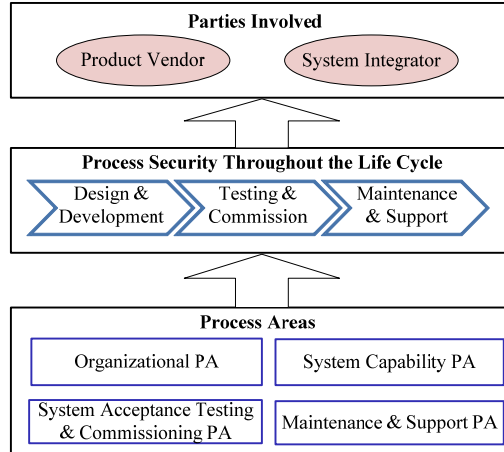 Parties Involved
Product Vendor
System Integrator
Process Security Throughout the Life Cycle
Design &
Development
Testing &
Commission
Maintenance
& Support
Process Areas
Organizational PA
System Capability PA
System Acceptance Testing
& Commissioning PA
Maintenance & Support PA